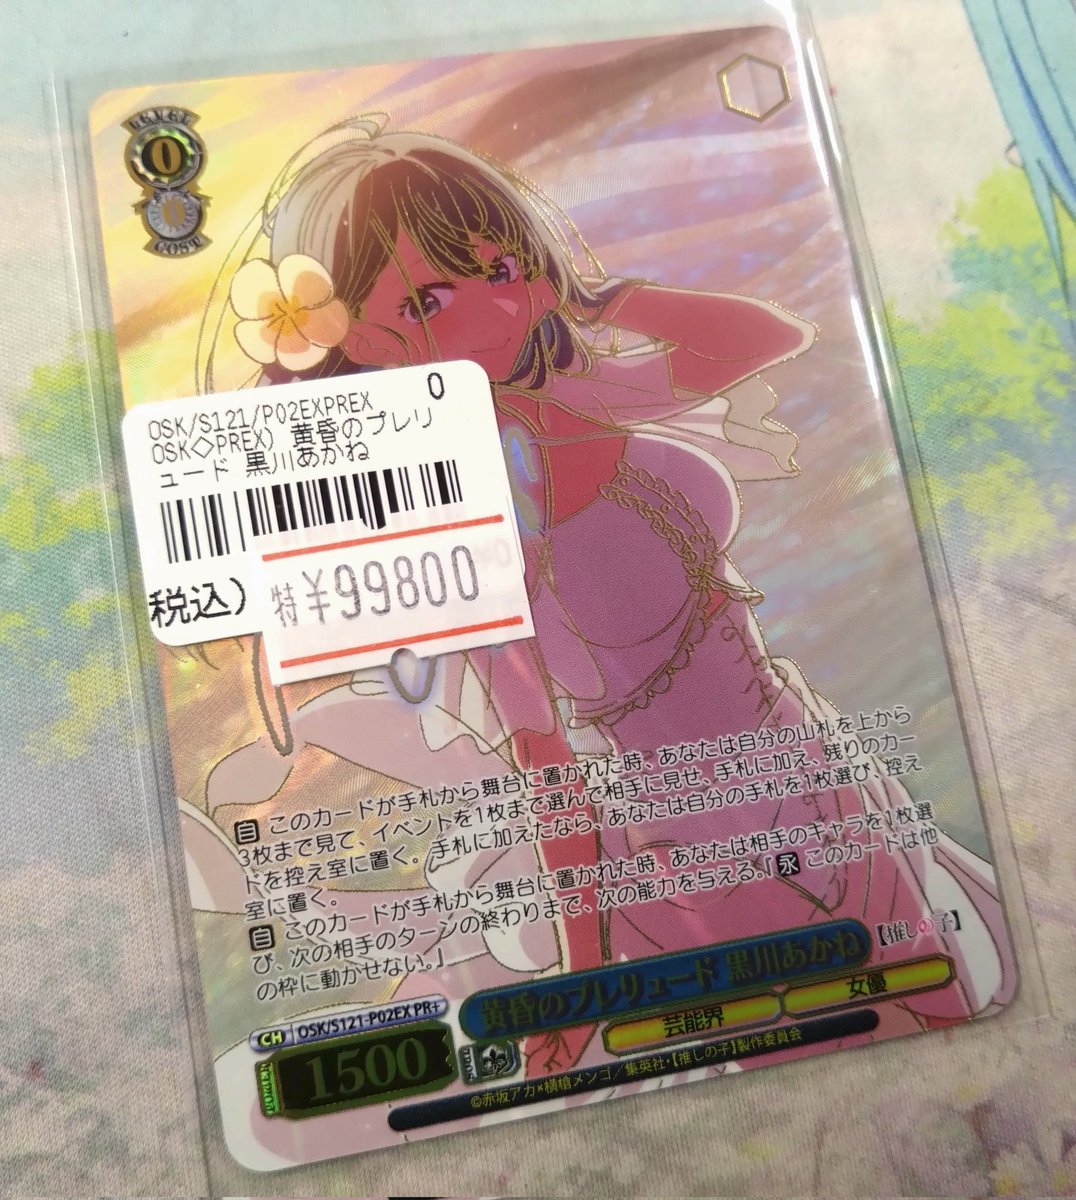 LEVEL
0
0
COST
OSK/S121/P02EXPREX 0
OSK◇PREX) 黄昏のプレリ
ュード 黒川あかね
税込)
特¥99800
自 このカードが手札から舞台に置かれた時、あなたは自分の山札を上から
3枚まで見て、イベントを1枚まで選んで相手に見せ、手札に加え、残りのカー
ドを控え室に置く。手札に加えたなら、あなたは自分の手札を1枚選び、控え
室に置く。
自 このカードが手札から舞台に置かれた時、あなたは相手のキャラを1枚選
び、次の相手のターンの終わりまで、次の能力を与える。『永 このカードは他
の枠に動かせない。』
黄昏のプレリュード 黒川あかね
【推しの子】
CH OSK/S121-P02EX PR+
芸能界
女優
1500
©赤坂アカ×横槍メンゴ／集英社・【推しの子】製作委員会